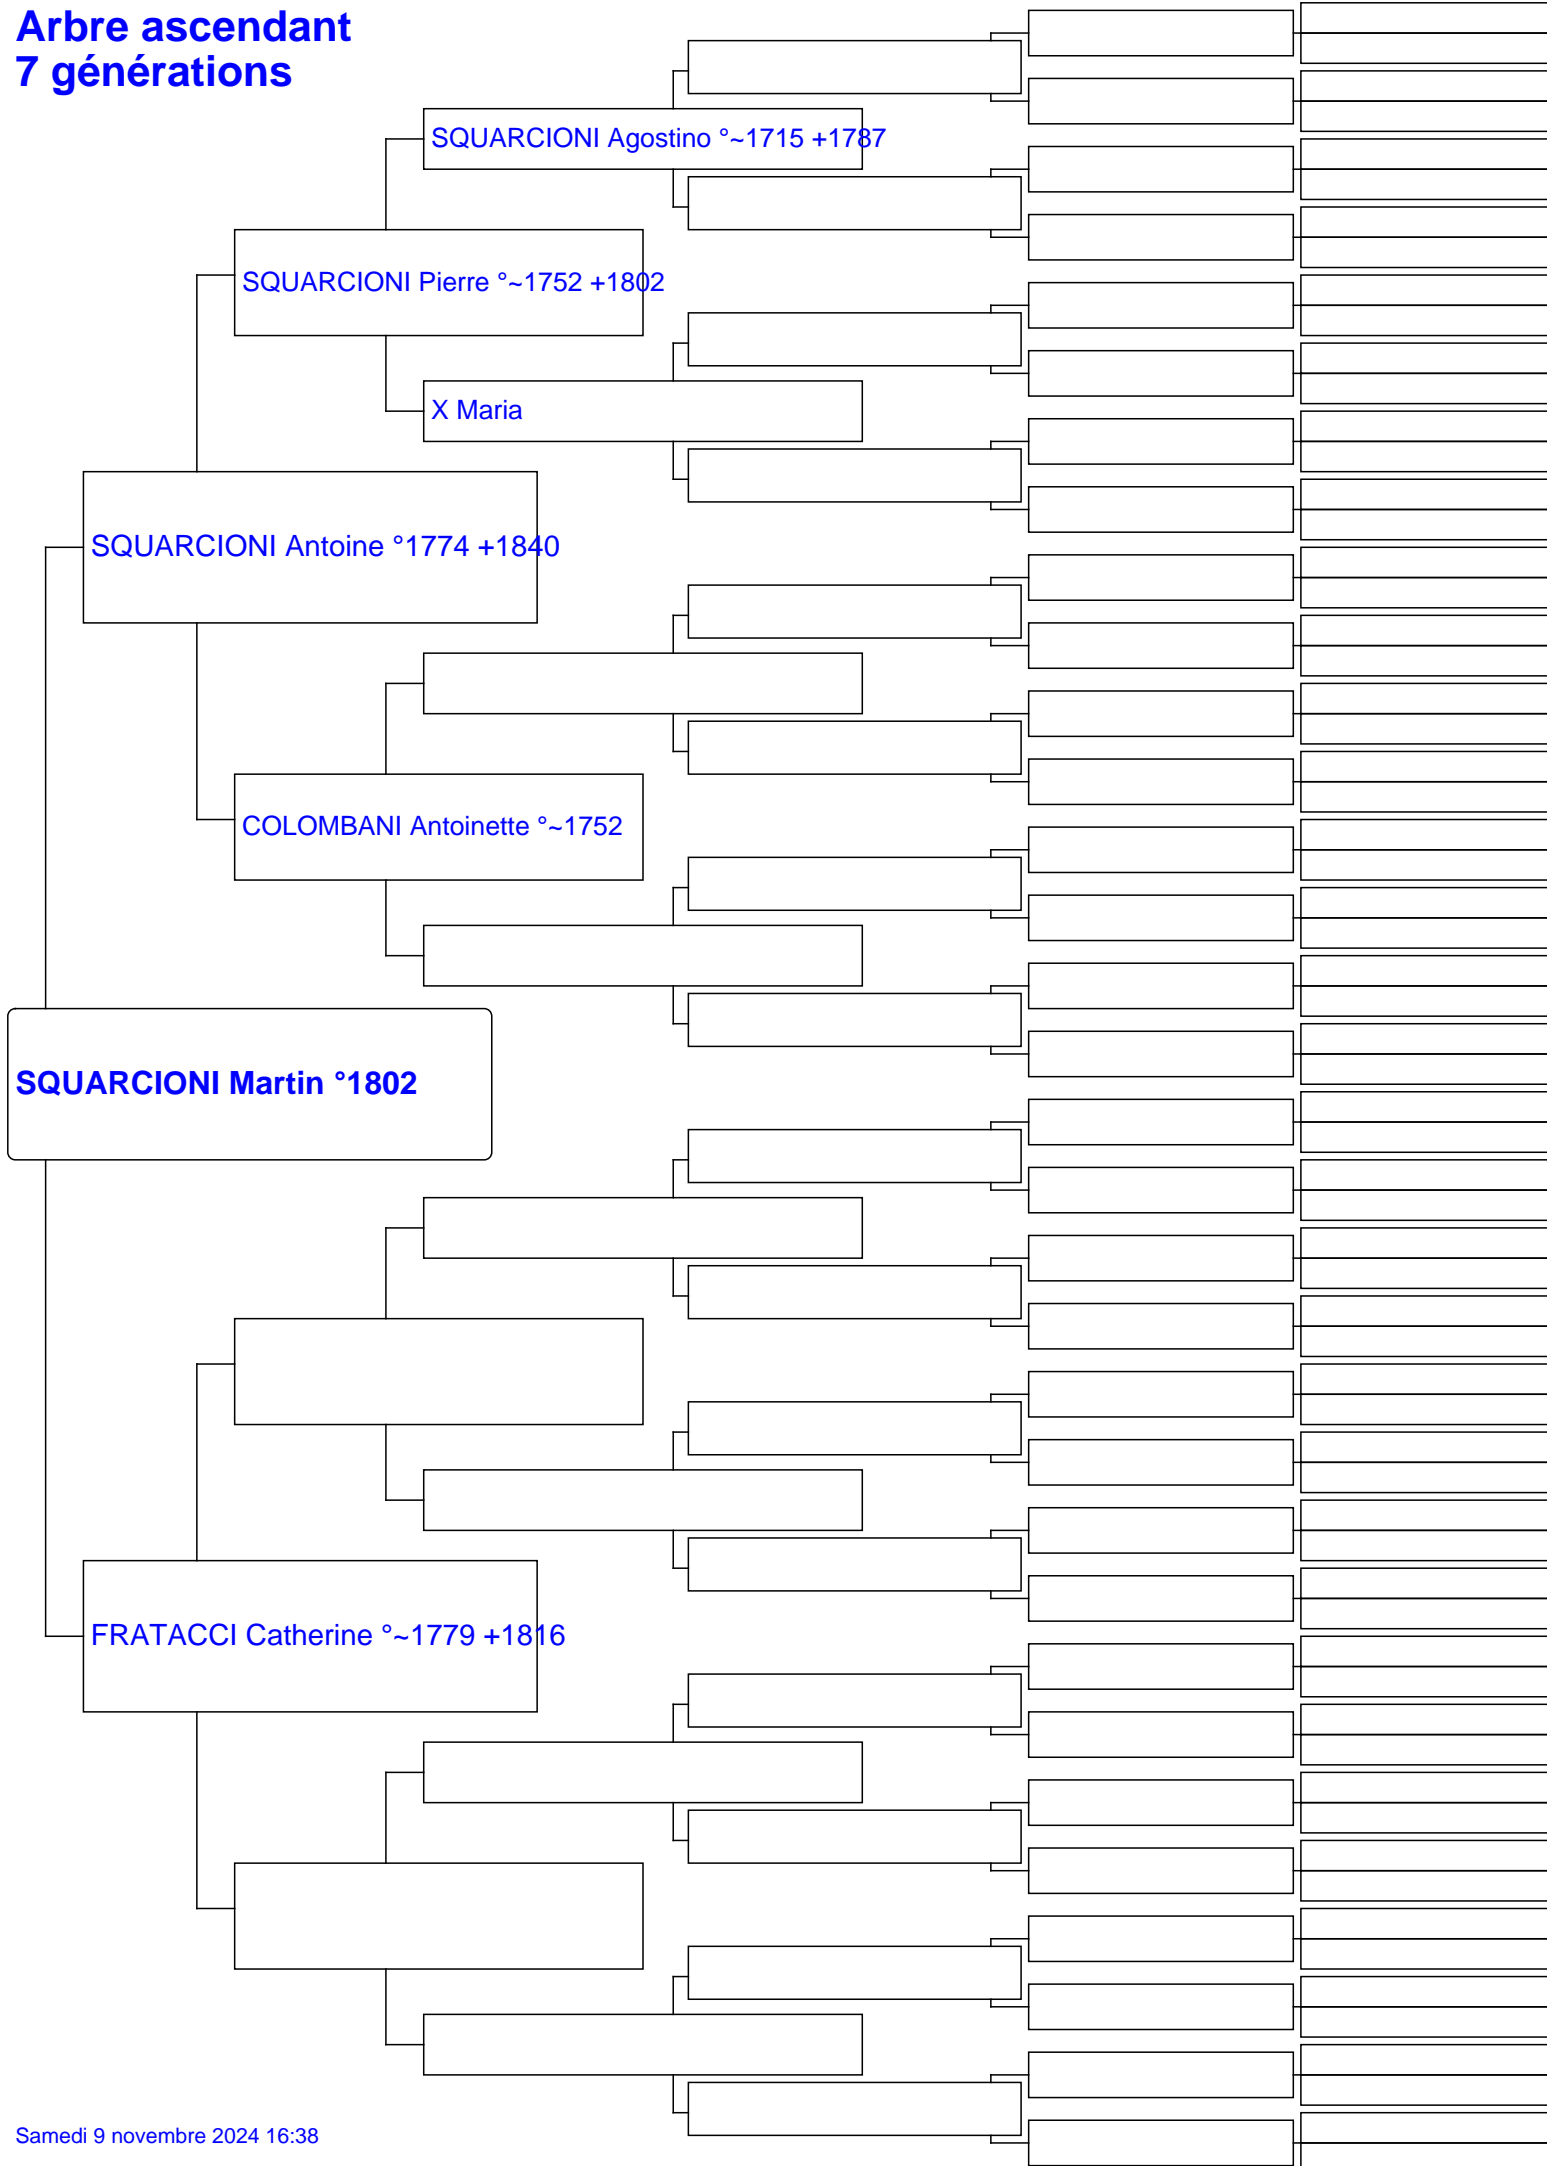 Arbre ascendant
7 générations
SQUARCIONI Agostino °~1715 +1787
SQUARCIONI Pierre °~1752 +1802
X Maria
SQUARCIONI Antoine °1774 +1840
COLOMBANI Antoinette °~1752
SQUARCIONI Martin °1802
FRATACCI Catherine °~1779 +1816
Samedi 9 novembre 2024 16:38